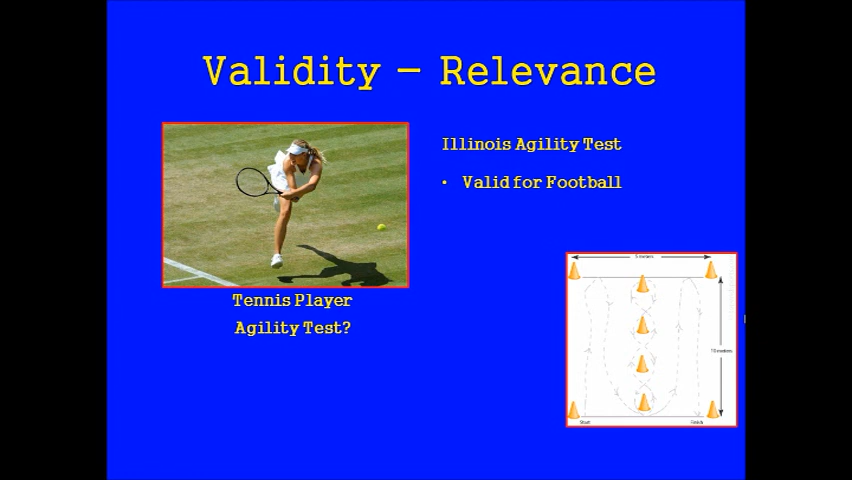 Validity – Relevance
Illinois Agility Test
• Valid for Football
Tennis Player
Agility Test?
5 meters
10 meters
Start
Finish